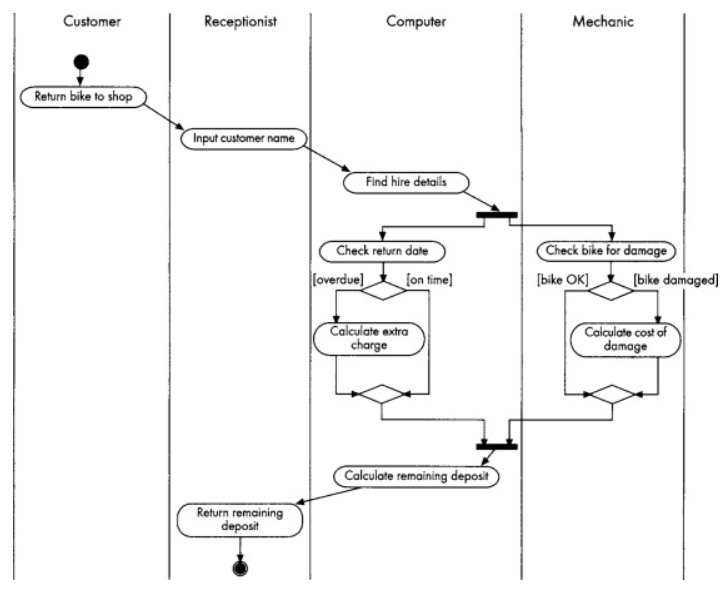 Customer
Receptionist
Computer
Mechanic
Return bike to shop
Input customer name
Find hire details
Check return date
Check bike for damage
[overdue]
[on time]
[bike OK]
[bike damaged]
Calculate extra
charge
Calculate cost of
damage
Calculate remaining deposit
Return remaining
deposit